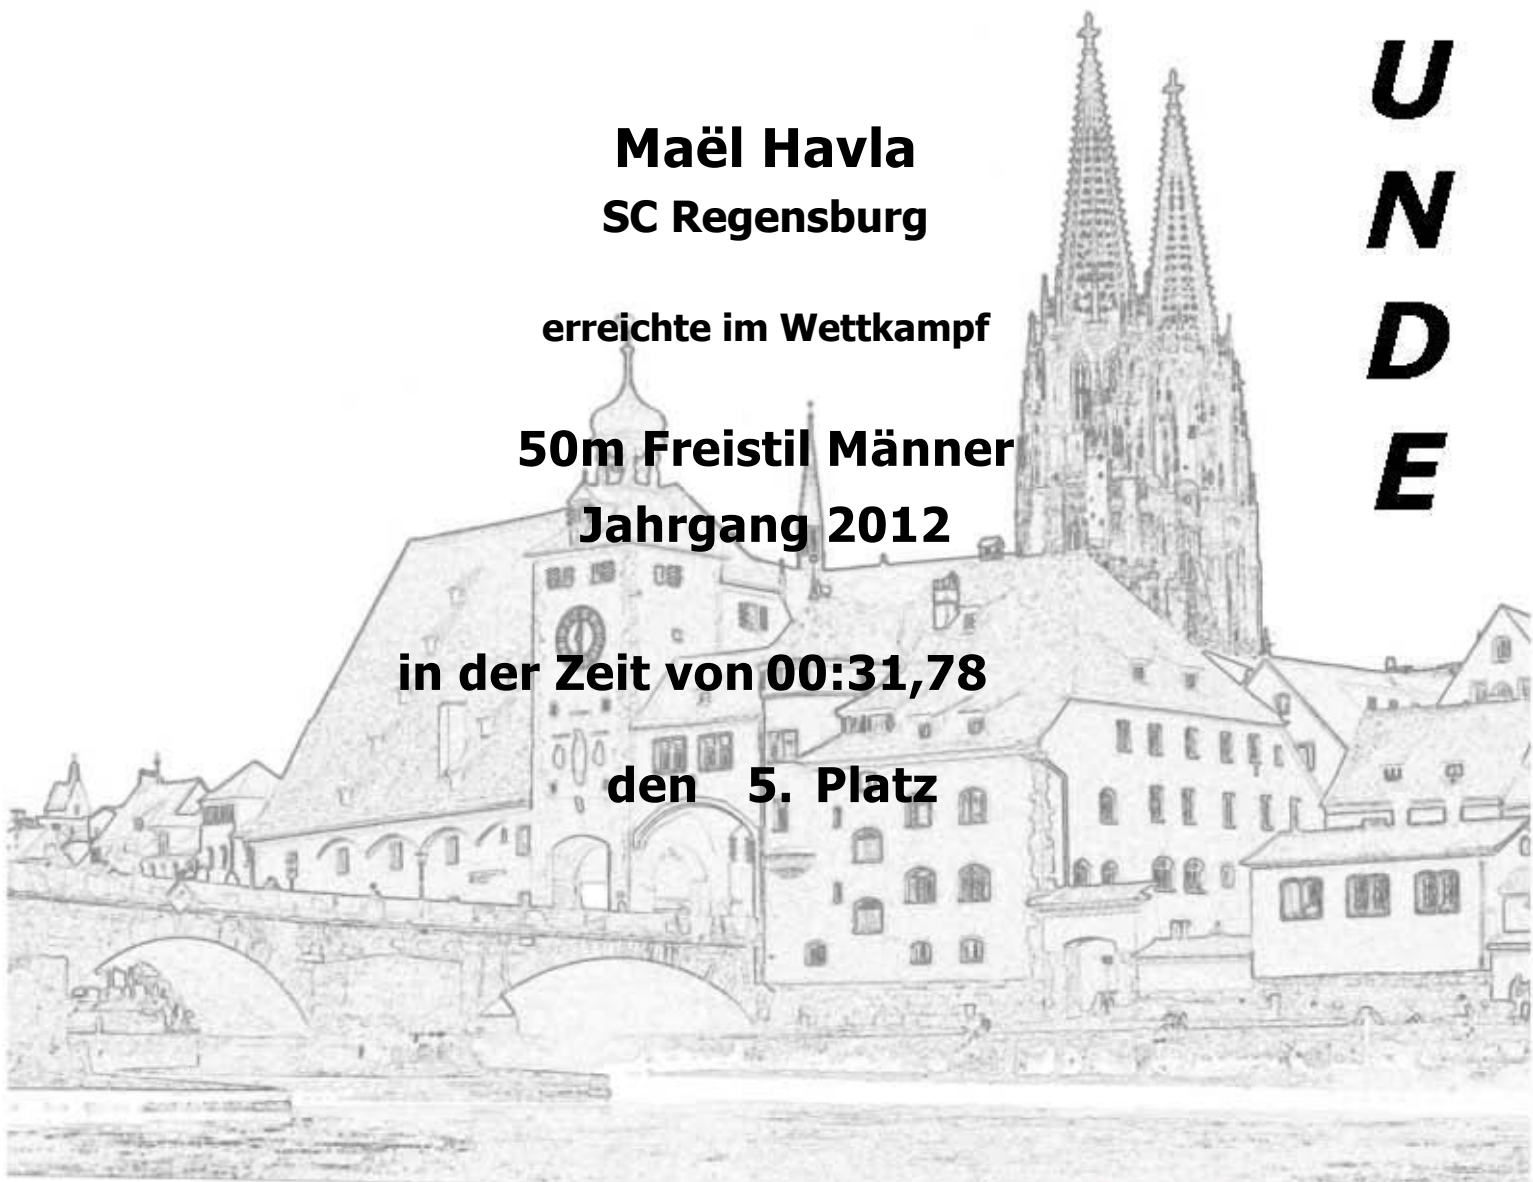 Maël Havla
SC Regensburg
erreichte im Wettkampf
50m Freistil Männer
Jahrgang 2012
in der Zeit von 00:31,78
den 5. Platz
U
N
D
E